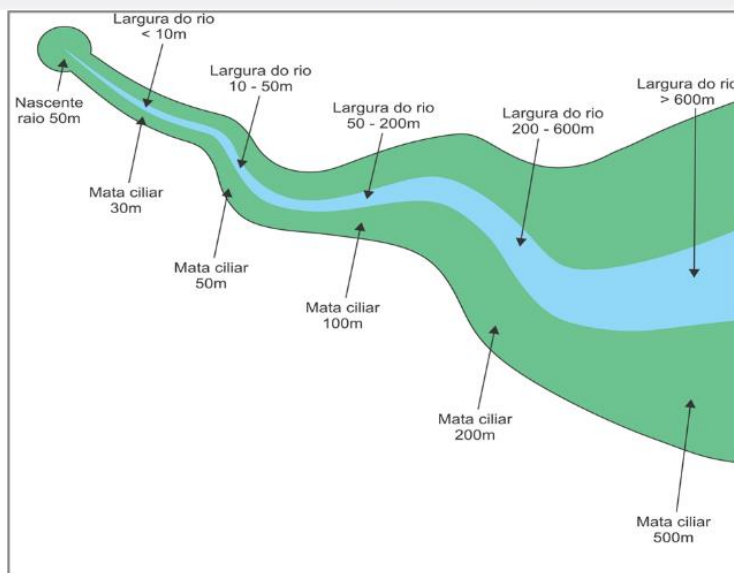 Largura do rio
< 10m
Largura do rio
10 - 50m
Largura do rio
50 - 200m
Largura do rio
200 - 600m
Largura do rio
> 600m
Nascente
raio 50m
Mata ciliar
30m
Mata ciliar
50m
Mata ciliar
100m
Mata ciliar
200m
Mata ciliar
500m